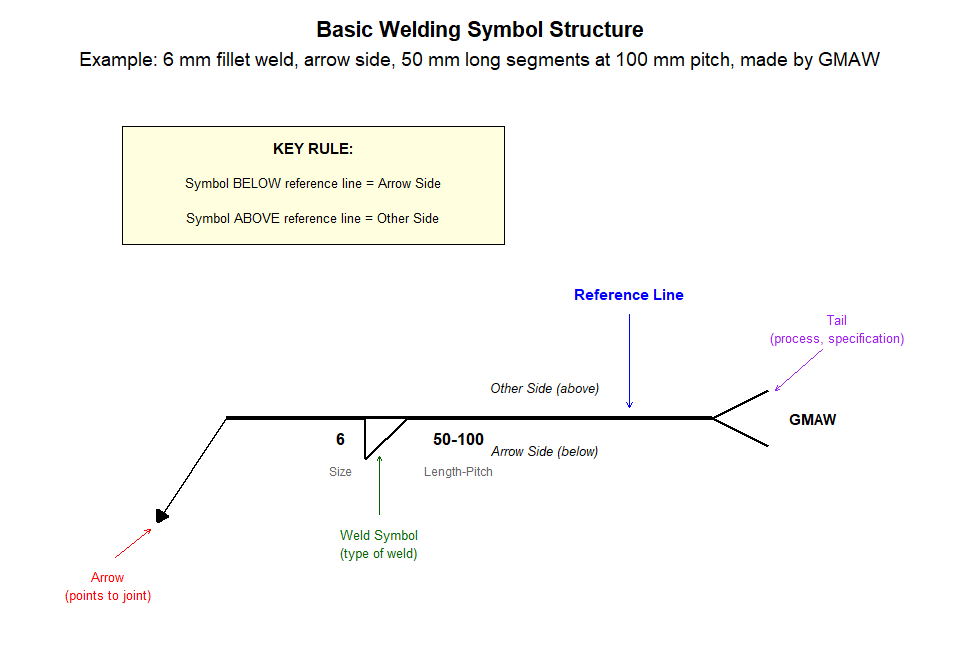 Basic Welding Symbol Structure
Example: 6 mm fillet weld, arrow side, 50 mm long segments at 100 mm pitch, made by GMAW
KEY RULE:
Symbol BELOW reference line = Arrow Side
Symbol ABOVE reference line = Other Side
Reference Line
Tail
(process, specification)
Other Side (above)
GMAW
6
50-100
Arrow Side (below)
Size
Length-Pitch
Weld Symbol
(type of weld)
Arrow
(points to joint)